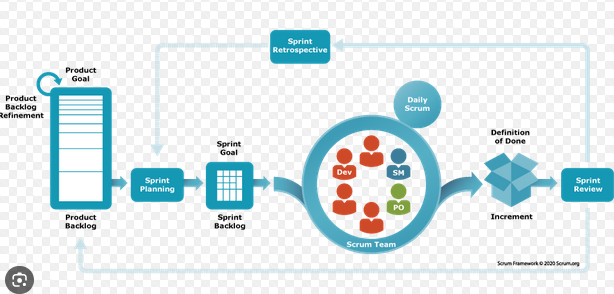 Sprint
Retrospective
Product
Goal
Product
Backlog
Refinement
Daily
Scrum
Definition
of Done
Sprint
Goal
Dev
SM
PO
Sprint
Planning
Sprint
Review
Product
Backlog
Sprint
Backlog
Increment
Scrum Team
Scrum Framework © 2020 Scrum.org